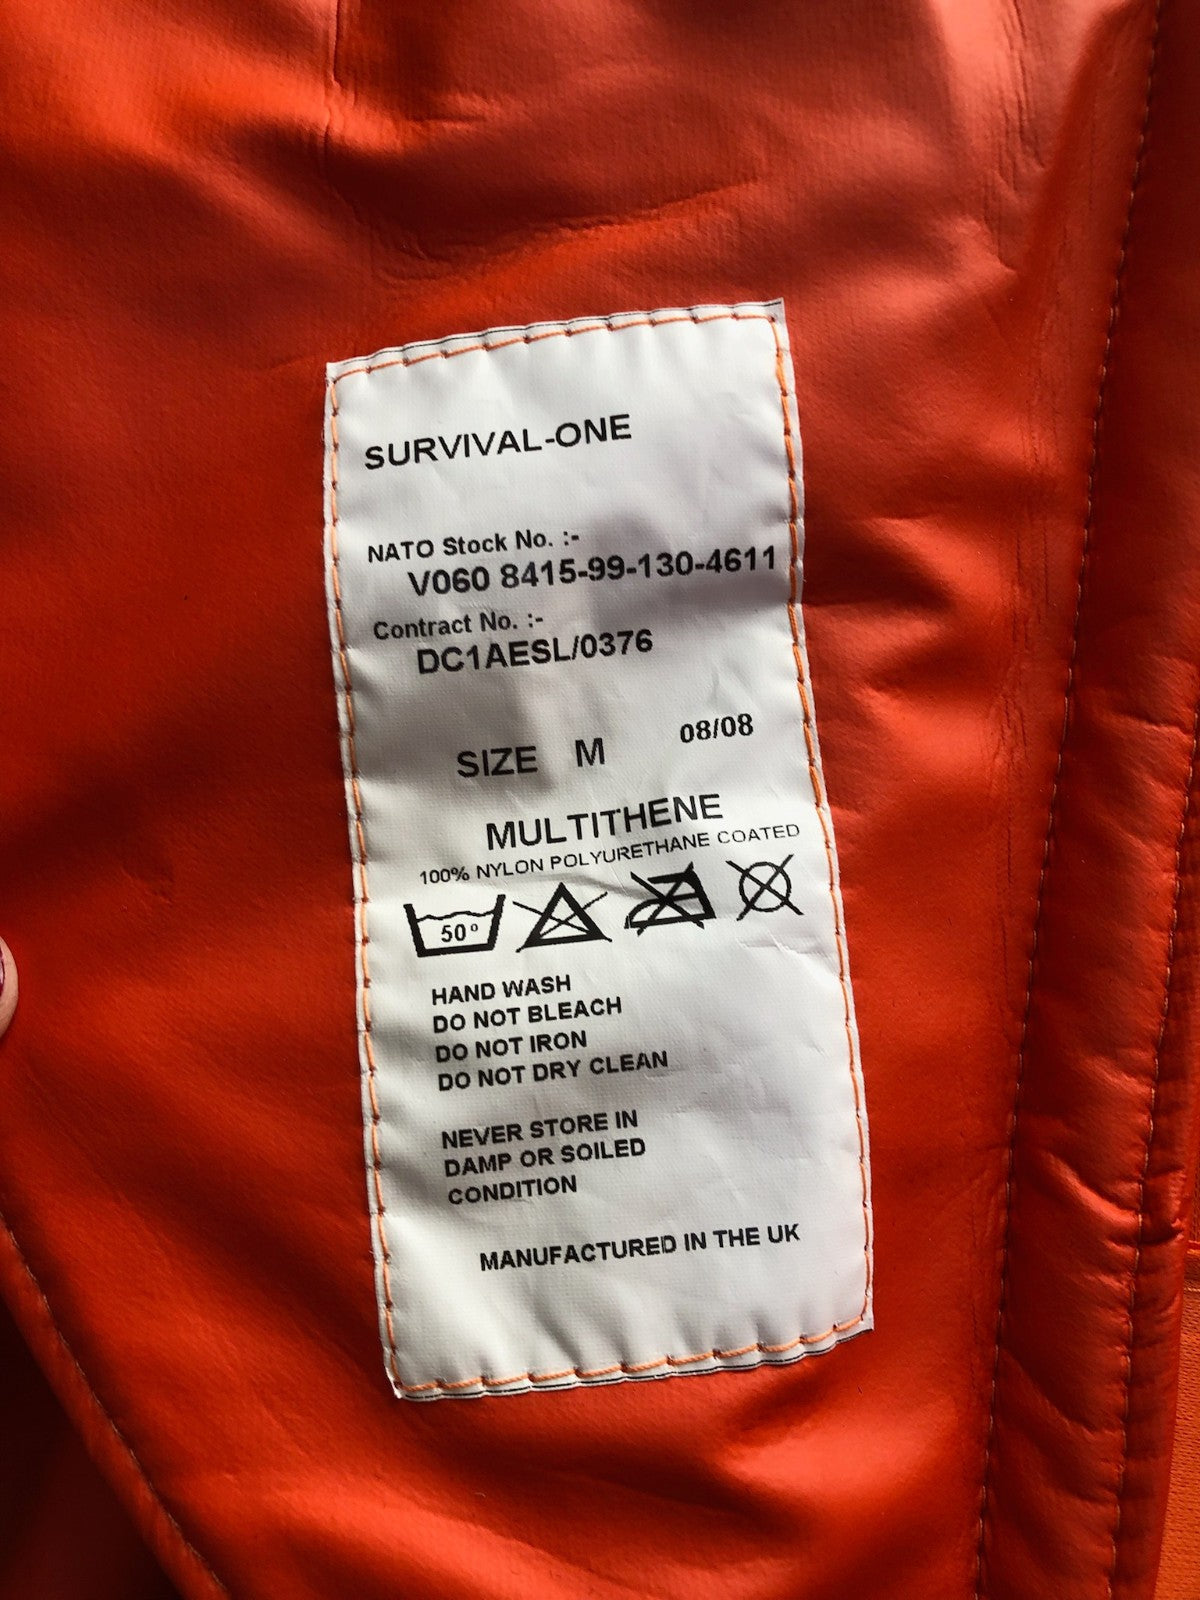 SURVIVAL-ONE
NATO Stock No. :-
V060 8415-99-130-4611
Contract No. :-
DC1AESL/0376
SIZE M 08/08
MULTITHENE
100% NYLON POLYURETHANE COATED
50°
HAND WASH
DO NOT BLEACH
DO NOT IRON
DO NOT DRY CLEAN
NEVER STORE IN
DAMP OR SOILED
CONDITION
MANUFACTURED IN THE UK